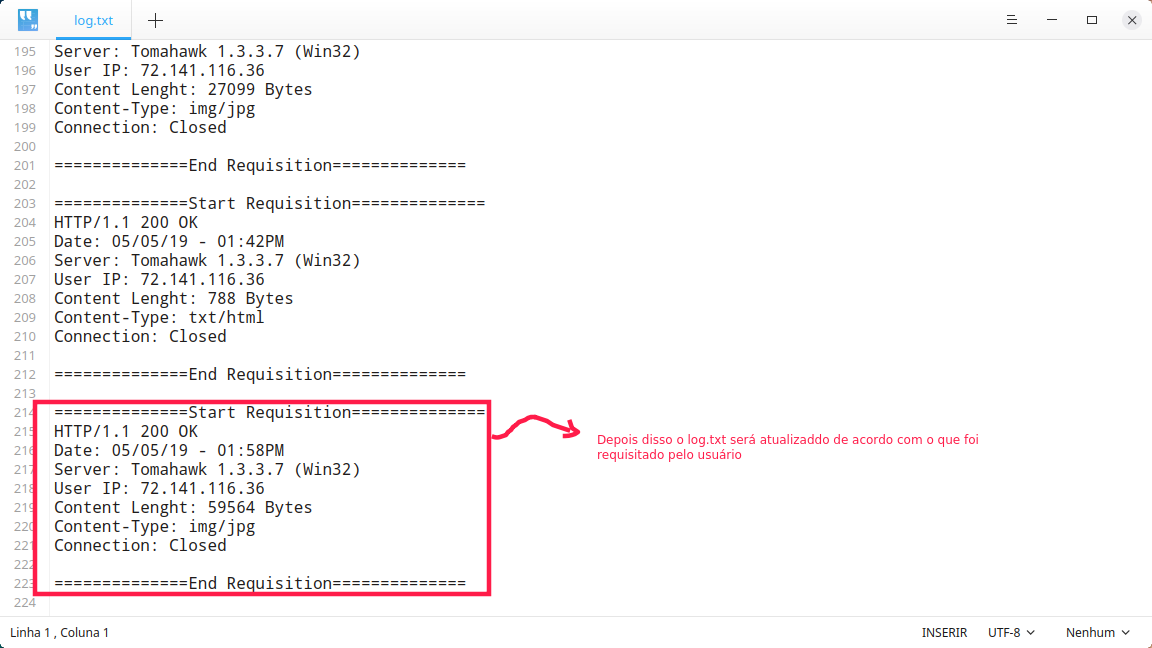 log.txt
195 Server: Tomahawk 1.3.3.7 (Win32)
196 User IP: 72.141.116.36
197 Content Lenght: 27099 Bytes
198 Content-Type: img/jpg
199 Connection: Closed
200
201 ==============End Requisition==============
202
203 ==============Start Requisition==============
204 HTTP/1.1 200 OK
205 Date: 05/05/19 - 01:42PM
206 Server: Tomahawk 1.3.3.7 (Win32)
207 User IP: 72.141.116.36
208 Content Lenght: 788 Bytes
209 Content-Type: txt/html
210 Connection: Closed
211
212 ==============End Requisition==============
213
214 ==============Start Requisition==============
215 HTTP/1.1 200 OK
216 Date: 05/05/19 - 01:58PM
217 Server: Tomahawk 1.3.3.7 (Win32)
218 User IP: 72.141.116.36
219 Content Lenght: 59564 Bytes
220 Content-Type: img/jpg
221 Connection: Closed
222
223 ==============End Requisition==============
224
Depois disso o log.txt será atualizaddo de acordo com o que foi
requisitado pelo usuário
Linha 1 , Coluna 1 INSERIR UTF-8 Nenhum